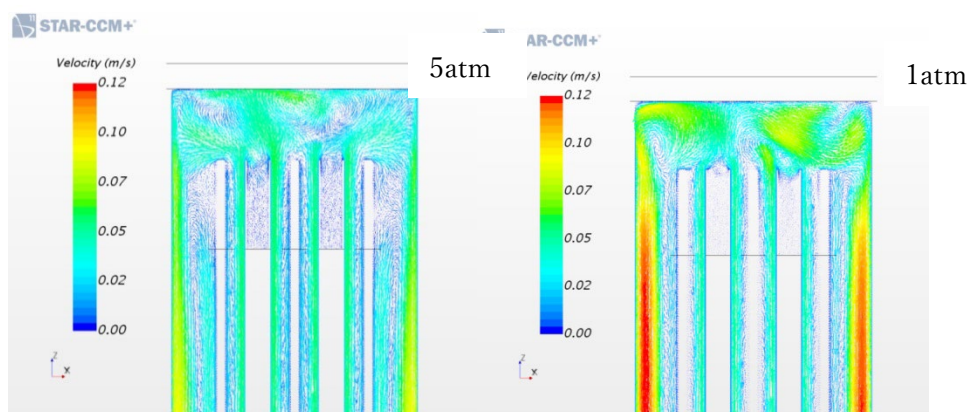 STAR-CCM+
Velocity (m/s)
0.12
0.10
0.07
0.05
0.02
0.00
Z
X
5atm
AR-CCM+
Velocity (m/s)
0.12
0.10
0.07
0.05
0.02
0.00
Z
X
1atm